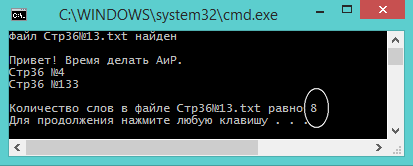 C:\WINDOWS\system32\cmd.exe
Файл Стр36№13.txt найден
Привет! Время делать АиР.
Стр36 №4
Стр36 №133
Количество слов в файле Стр36№13.txt равно 8
Для продолжения нажмите любую клавишу . . .